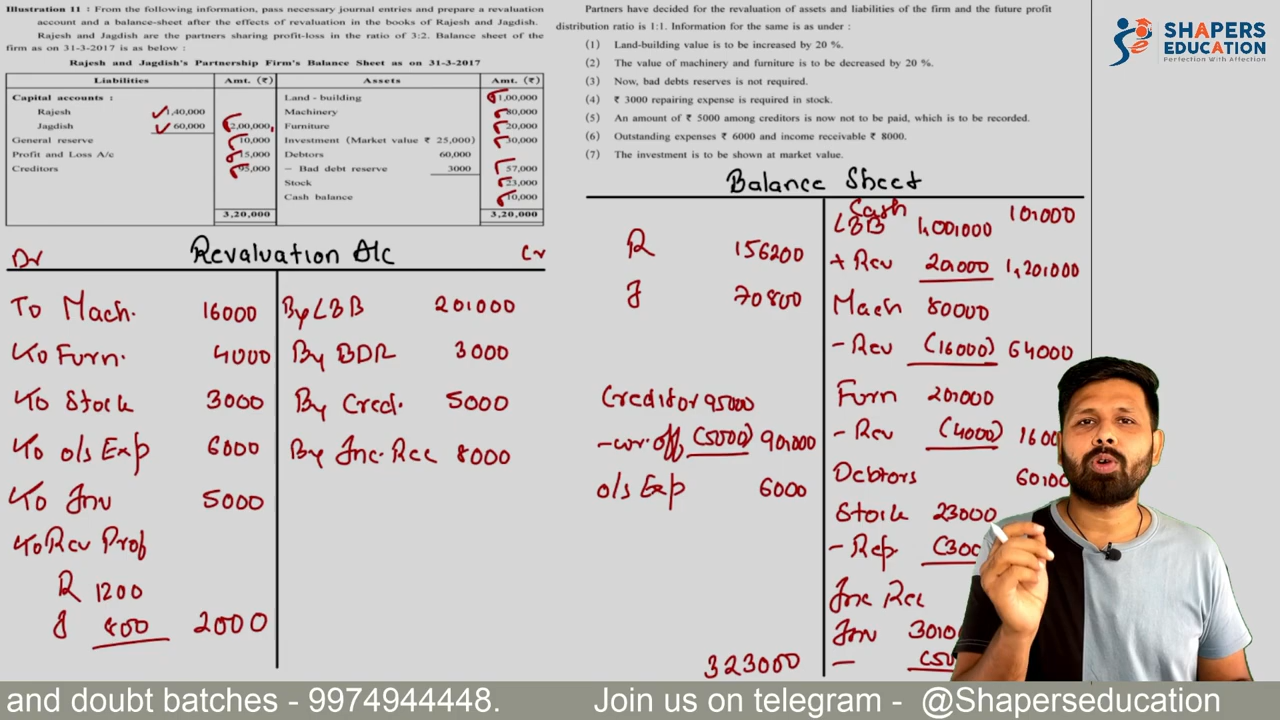 Illustration 11 : From the following information, pass necessary journal entries and prepare a revaluation
account and a balance-sheet after the effects of revaluation in the books of Rajesh and Jagdish.
Rajesh and Jagdish are the partners sharing profit-loss in the ratio of 3:2. Balance sheet of the
firm as on 31-3-2017 is as below :
Rajesh and Jagdish's Partnership Firm's Balance Sheet as on 31-3-2017
Liabilities Amt. (₹) Assets Amt. (₹)
Capital accounts : Land - building 1,00,000
Rajesh 1,40,000 Machinery 80,000
Jagdish 60,000 2,00,000 Furniture 20,000
General reserve 10,000 Investment (Market value ₹ 25,000) 30,000
Profit and Loss A/c 15,000 Debtors 60,000
Creditors 95,000 – Bad debt reserve 3000 57,000
Stock 23,000
Cash balance 10,000
3,20,000 3,20,000
Partners have decided for the revaluation of assets and liabilities of the firm and the future profit
distribution ratio is 1:1. Information for the same is as under :
(1) Land-building value is to be increased by 20 %.
(2) The value of machinery and furniture is to be decreased by 20 %.
(3) Now, bad debts reserves is not required.
(4) ₹ 3000 repairing expense is required in stock.
(5) An amount of ₹ 5000 among creditors is now not to be paid, which is to be recorded.
(6) Outstanding expenses ₹ 6000 and income receivable ₹ 8000.
(7) The investment is to be shown at market value.
SHAPERS
EDUCATION
Perfection With Affection
Dr Revaluation A/c Cr
To Mach. 16000 By L&B 20,000
To Furn. 4000 By BDR 3000
To Stock 3000 By Cred. 5000
To o/s Exp 6000 By Inc. Rec 8000
To Inv 5000
To Rev Prof
R 1200
J 800 2000
Balance Sheet
R 156200
J 70800
Creditor 95000
- wr. off (5000) 90,000
o/s Exp 6000
323000
Cash 10,000
L&B 1,00,000
+ Rev 20,000 1,20,000
Mach 80000
- Rev (16000) 64000
Furn 20,000
- Rev (4000)
Debtors
Stock 23000
- Rep
Inc Rec
Inv
-
and doubt batches - 9974944448. Join us on telegram - @Shaperseducation